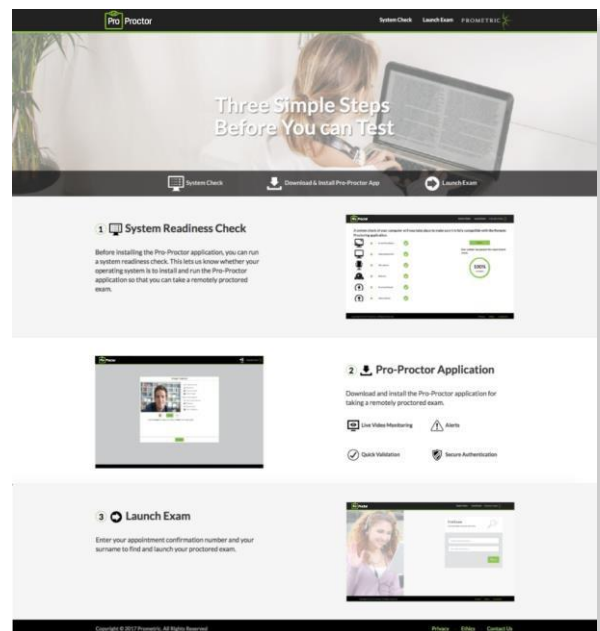 Pro Proctor
System Check Launch Exam PROMETRIC
Three Simple Steps
Before You can Test
System Check Download & Install Pro-Proctor App Launch Exam
1 System Readiness Check
Before installing the Pro-Proctor application, you can run
a system readiness check. This lets us know whether your
operating system is to install and run the Pro-Proctor
application so that you can take a remotely proctored
exam.
100%
2 Pro-Proctor Application
Download and install the Pro-Proctor application for
taking a remotely proctored exam.
Live Video Monitoring Alerts
Quick Validation Secure Authentication
3 Launch Exam
Enter your appointment confirmation number and your
surname to find and launch your proctored exam.
Copyright © 2017 Prometric. All Rights Reserved
Privacy Ethics Contact Us